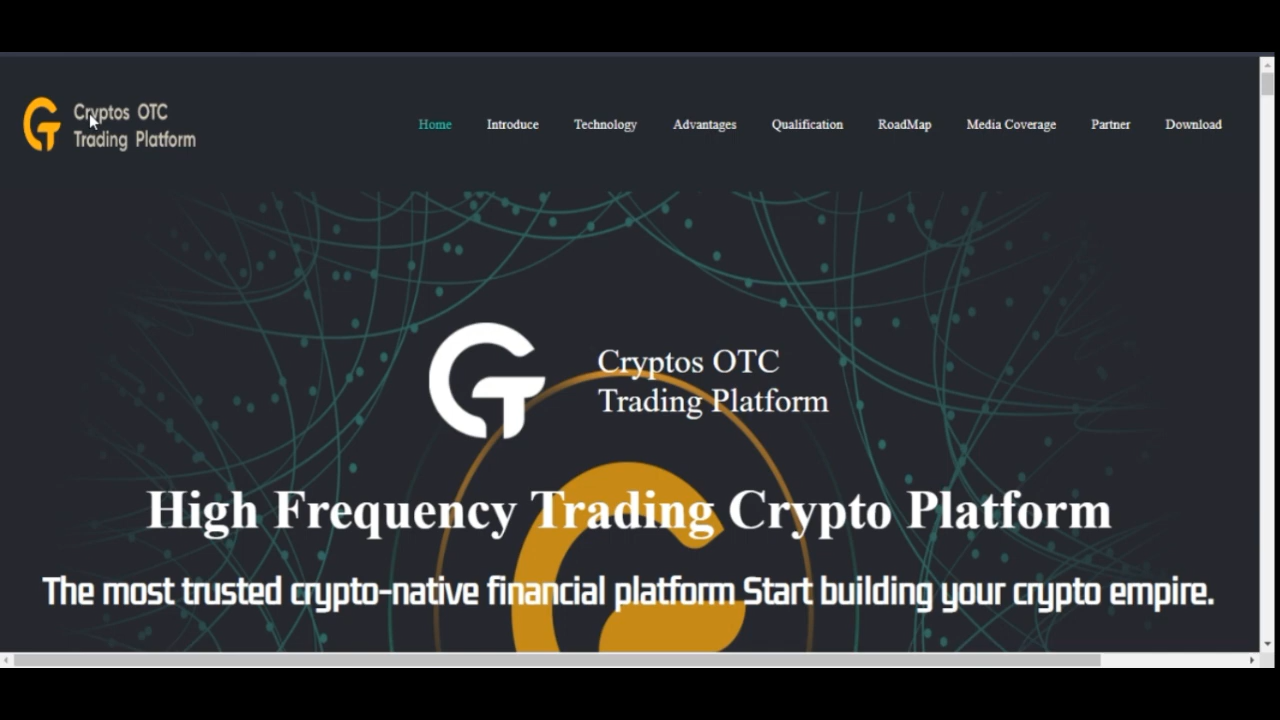 Cryptos OTC
Trading Platform
Home Introduce Technology Advantages Qualification RoadMap Media Coverage Partner Download
Cryptos OTC
Trading Platform
High Frequency Trading Crypto Platform
The most trusted crypto-native financial platform Start building your crypto empire.